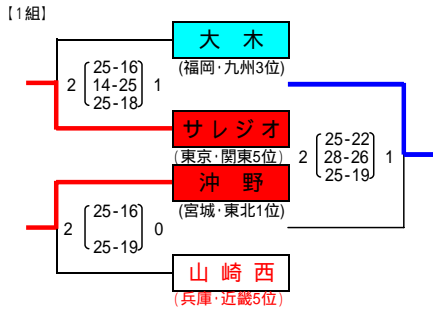 【1組】
大木
(福岡・九州3位)
2 25-16 1
14-25
25-18
サレジオ
(東京・関東5位)
2 25-22 1
28-26
25-19
沖野
(宮城・東北1位)
2 25-16 0
25-19
山崎西
(兵庫・近畿5位)